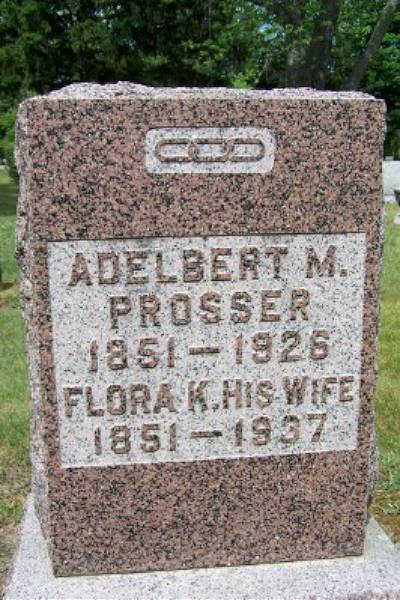 ADELBERT M.
PROSSER
1851 — 1926
FLORA K. HIS WIFE
1851 — 1937